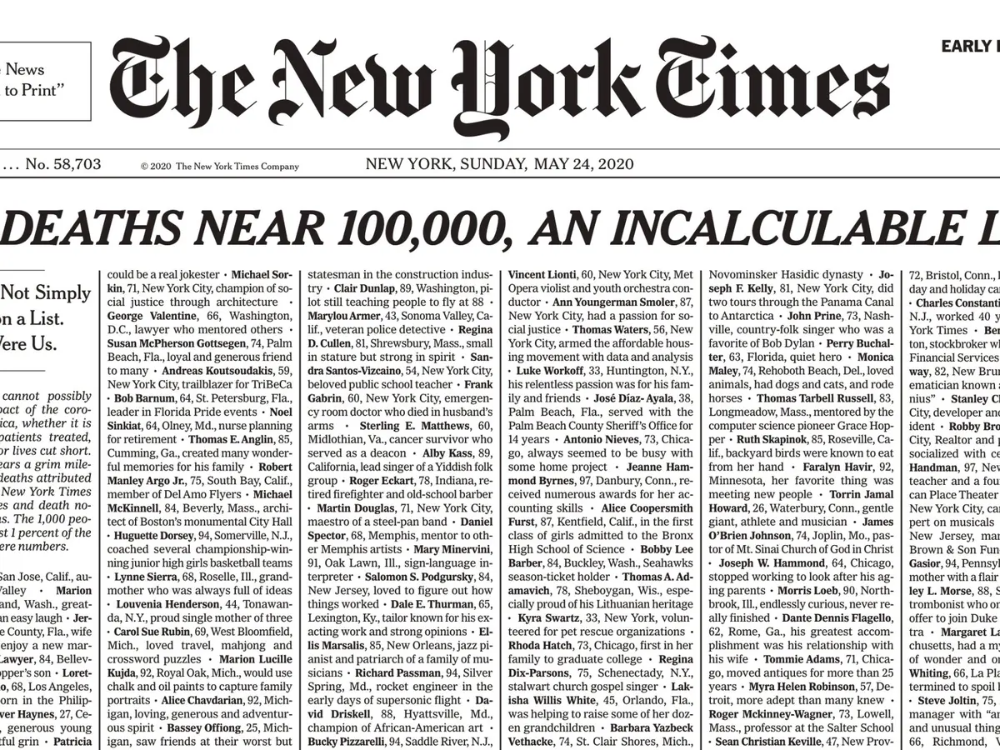 e News
to Print”
The New York Times
EARLY
... No. 58,703
© 2020 The New York Times Company
NEW YORK, SUNDAY, MAY 24, 2020
DEATHS NEAR 100,000, AN INCALCULABLE L
Not Simply
on a List.
Were Us.
cannot possibly
pact of the coro-
ica, whether it is
patients treated,
or lives cut short.
ears a grim mile-
deaths attributed
New York Times
es and death no-
us. The 1,000 peo-
st 1 percent of the
ere numbers.
San Jose, Calif., au-
Valley · Marion
and, Wash., great-
an easy laugh · Jer-
e County, Fla., wife
enjoy a new mar-
Lawyer, 84, Bellev-
opper’s son · Loret-
o, 68, Los Angeles,
orn in the Philip-
ver Haynes, 27, Ce-
, generous young
tful grin · Patricia
could be a real jokester · Michael Sor-
kin, 71, New York City, champion of so-
cial justice through architecture ·
George Valentine, 66, Washington,
D.C., lawyer who mentored others ·
Susan McPherson Gottsegen, 74, Palm
Beach, Fla., loyal and generous friend
to many · Andreas Koutsoudakis, 59,
New York City, trailblazer for TriBeCa
· Bob Barnum, 64, St. Petersburg, Fla.,
leader in Florida Pride events · Noel
Sinkiat, 64, Olney, Md., nurse planning
for retirement · Thomas E. Anglin, 85,
Cumming, Ga., created many wonder-
ful memories for his family · Robert
Manley Argo Jr., 75, South Bay, Calif.,
member of Del Amo Flyers · Michael
McKinnell, 84, Beverly, Mass., archi-
tect of Boston’s monumental City Hall
· Huguette Dorsey, 94, Somerville, N.J.,
coached several championship-win-
ning junior high girls basketball teams
· Lynne Sierra, 68, Roselle, Ill., grand-
mother who was always full of ideas
· Louvenia Henderson, 44, Tonawan-
da, N.Y., proud single mother of three
· Carol Sue Rubin, 69, West Bloomfield,
Mich., loved travel, mahjong and
crossword puzzles · Marion Lucille
Kujda, 92, Royal Oak, Mich., would use
chalk and oil paints to capture family
portraits · Alice Chavdarian, 92, Mich-
igan, loving, generous and adventur-
ous spirit · Bassey Offiong, 25, Mich-
igan, saw friends at their worst but
statesman in the construction indus-
try · Clair Dunlap, 89, Washington, pi-
lot still teaching people to fly at 88 ·
Marylou Armer, 43, Sonoma Valley, Ca-
lif., veteran police detective · Regina
D. Cullen, 81, Shrewsbury, Mass., small
in stature but strong in spirit · San-
dra Santos-Vizcaino, 54, New York City,
beloved public school teacher · Frank
Gabrin, 60, New York City, emergen-
cy room doctor who died in husband’s
arms · Sterling E. Matthews, 60,
Midlothian, Va., cancer survivor who
served as a deacon · Alby Kass, 89,
California, lead singer of a Yiddish folk
group · Roger Eckart, 78, Indiana, re-
tired firefighter and old-school barber
· Martin Douglas, 71, New York City,
maestro of a steel-pan band · Daniel
Spector, 68, Memphis, mentor to oth-
er Memphis artists · Mary Minervini,
91, Oak Lawn, Ill., sign-language in-
terpreter · Salomon S. Podgursky, 84,
New Jersey, loved to figure out how
things worked · Dale E. Thurman, 65,
Lexington, Ky., tailor known for his ex-
acting work and strong opinions · El-
lis Marsalis, 85, New Orleans, jazz pi-
anist and patriarch of a family of mu-
sicians · Richard Passman, 94, Silver
Spring, Md., rocket engineer in the
early days of supersonic flight · Da-
vid Driskell, 88, Hyattsville, Md.,
champion of African-American art ·
Bucky Pizzarelli, 94, Saddle River, N.J.,
Vincent Lionti, 60, New York City, Met
Opera violist and youth orchestra con-
ductor · Ann Youngerman Smoler, 87,
New York City, had a passion for so-
cial justice · Thomas Waters, 56, New
York City, armed the affordable hous-
ing movement with data and analysis
· Luke Workoff, 33, Huntington, N.Y.,
his relentless passion was for his fam-
ily and friends · José Díaz-Ayala, 38,
Palm Beach, Fla., served with the
Palm Beach County Sheriff’s Office for
14 years · Antonio Nieves, 73, Chica-
go, always seemed to be busy with
some home project · Jeanne Ham-
mond Byrnes, 97, Danbury, Conn., re-
ceived numerous awards for her ac-
counting skills · Alice Coopersmith
Furst, 87, Kentfield, Calif., in the first
class of girls admitted to the Bronx
High School of Science · Bobby Lee
Barber, 84, Buckley, Wash., Seahawks
season-ticket holder · Thomas A. Ad-
amavich, 78, Sheboygan, Wis., espe-
cially proud of his Lithuanian heritage
· Kyra Swartz, 33, New York, volun-
teered for pet rescue organizations ·
Rhoda Hatch, 73, Chicago, first in her
family to graduate college · Regina
Dix-Parsons, 75, Schenectady, N.Y.,
stalwart church gospel singer · Lak-
isha Willis White, 45, Orlando, Fla.,
was helping to raise some of her doz-
en grandchildren · Barbara Yazbeck
Vethacke, 74, St. Clair Shores, Mich.,
Novominsker Hasidic dynasty · Jo-
seph F. Kelly, 81, New York City, did
two tours through the Panama Canal
to Antarctica · John Prine, 73, Nash-
ville, country-folk singer who was a
favorite of Bob Dylan · Perry Buchal-
ter, 63, Florida, quiet hero · Monica
Maley, 74, Rehoboth Beach, Del., loved
animals, had dogs and cats, and rode
horses · Thomas Tarbell Russell, 83,
Longmeadow, Mass., mentored by the
computer science pioneer Grace Hop-
per · Ruth Skapinok, 85, Roseville, Ca-
lif., backyard birds were known to eat
from her hand · Faralyn Havir, 92,
Minnesota, her favorite thing was
meeting new people · Torrin Jamal
Howard, 26, Waterbury, Conn., gentle
giant, athlete and musician · James
O’Brien Johnson, 74, Joplin, Mo., pas-
tor of Mt. Sinai Church of God in Christ
· Joseph W. Hammond, 64, Chicago,
stopped working to look after his ag-
ing parents · Morris Loeb, 90, North-
brook, Ill., endlessly curious, never re-
ally finished · Dante Dennis Flagello,
62, Rome, Ga., his greatest accom-
plishment was his relationship with
his wife · Tommie Adams, 71, Chica-
go, moved antiques for more than 25
years · Myra Helen Robinson, 57, De-
troit, more adept than many knew ·
Roger Mckinney-Wagner, 73, Lowell,
Mass., professor at the Salter School
· Sean Christian Keville, 47, New Prov-
72, Bristol, Conn.,
day and holiday ca
· Charles Constanti
N.J., worked 40 y
York Times · Ben
ton, stockbroker wh
Financial Services
way, 82, New Brun
ematician known a
nius” · Stanley Ch
City, developer an
ident · Robby Bro
City, Realtor and p
socialized with ce
Handman, 97, New
teacher and a fou
can Place Theater
New York City, ca
pert on musicals
New Jersey, mar
Brown & Son Fun
Gasior, 94, Pennsyl
mother with a flair
ley L. Morse, 88, S
trombonist who on
offer to join Duke
tra · Margaret La
chusetts, had a my
of wonder and or
Whiting, 66, La Pla
termined to spoil h
· Steve Joltin, 75,
manager with “an
and unusual thing
66, Richmond, V